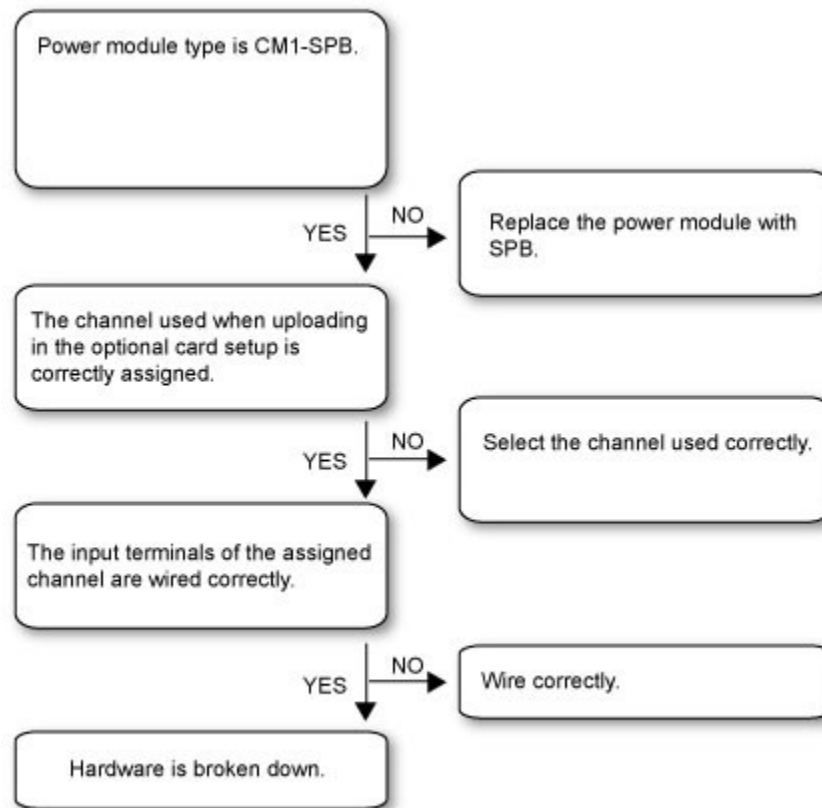 Power module type is CM1-SPB.
YES
NO
Replace the power module with
SPB.
The channel used when uploading
in the optional card setup is
correctly assigned.
YES
NO
Select the channel used correctly.
The input terminals of the assigned
channel are wired correctly.
YES
NO
Wire correctly.
Hardware is broken down.